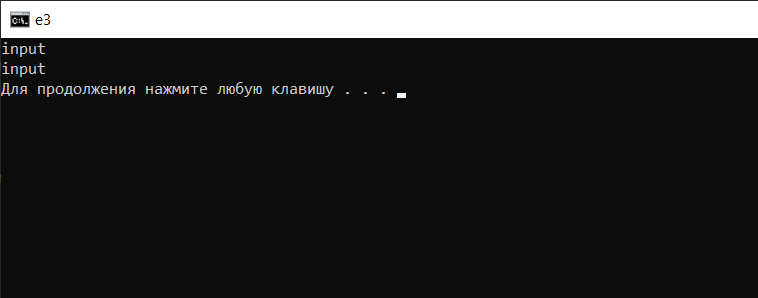 e3
input
input
Для продолжения нажмите любую клавишу . . .